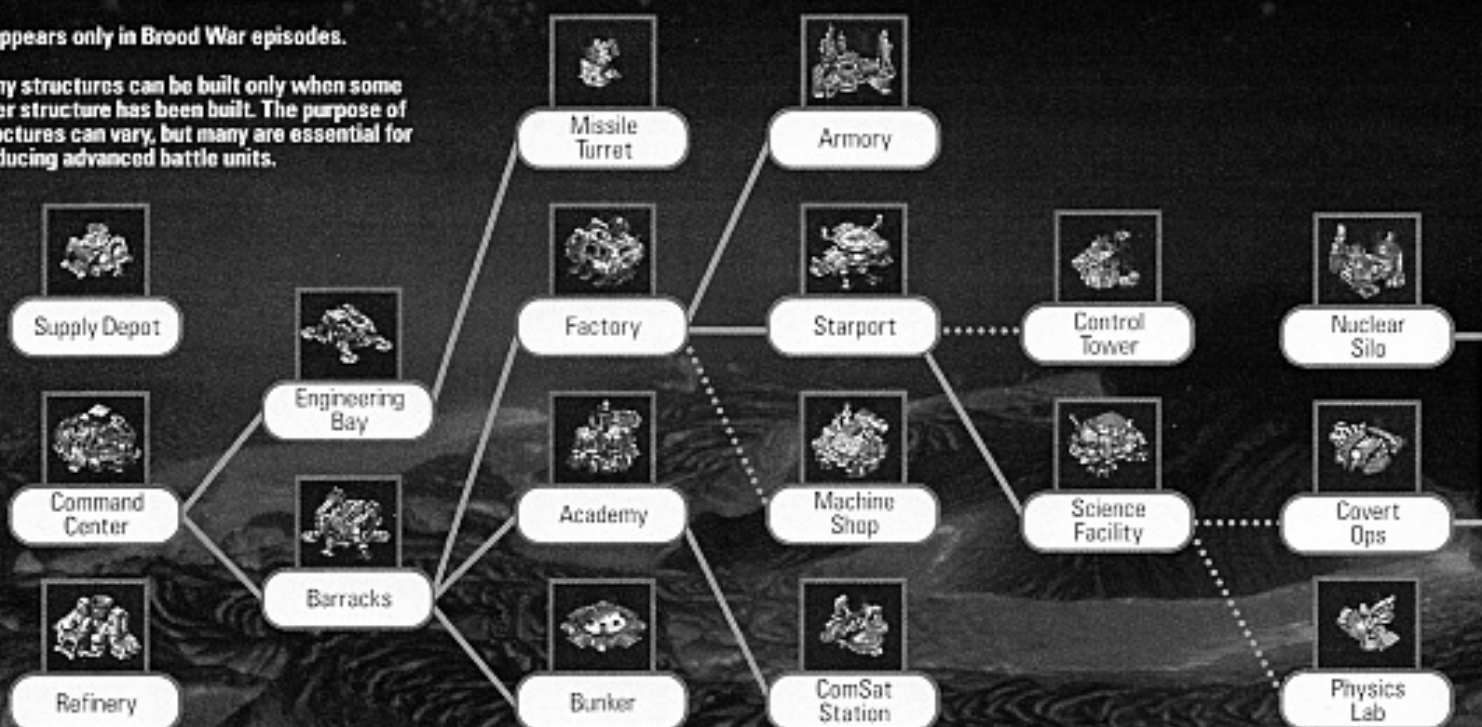 ppears only in Brood War episodes.
ny structures can be built only when some
er structure has been built. The purpose of
uctures can vary, but many are essential for
ducing advanced battle units.
Missile
Turret
Armory
Supply Depot
Factory
Starport
Control
Tower
Nuclear
Silo
Engineering
Bay
Command
Center
Academy
Machine
Shop
Science
Facility
Covert
Ops
Barracks
Refinery
Bunker
ComSat
Station
Physics
Lab